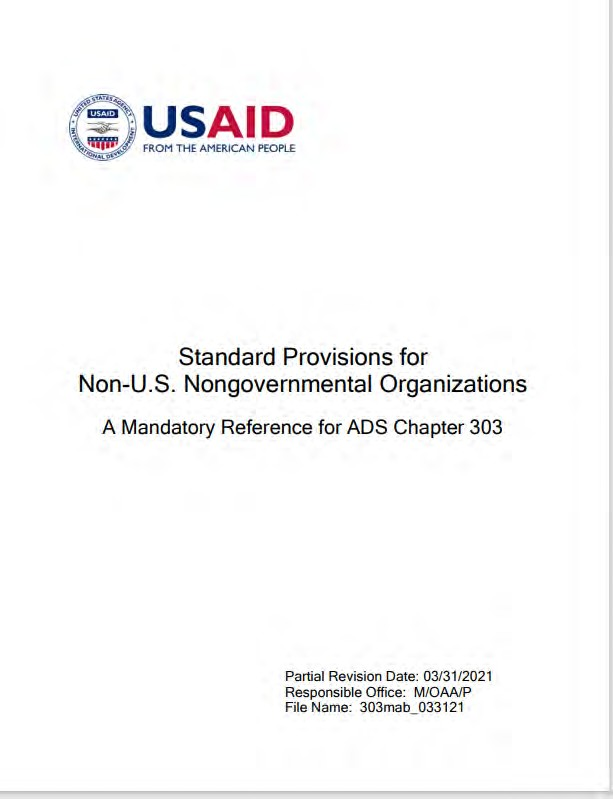 UNITED STATES AGENCY
USAID
INTERNATIONAL DEVELOPMENT
USAID
FROM THE AMERICAN PEOPLE
Standard Provisions for
Non-U.S. Nongovernmental Organizations
A Mandatory Reference for ADS Chapter 303
Partial Revision Date: 03/31/2021
Responsible Office:  M/OAA/P
File Name:  303mab_033121